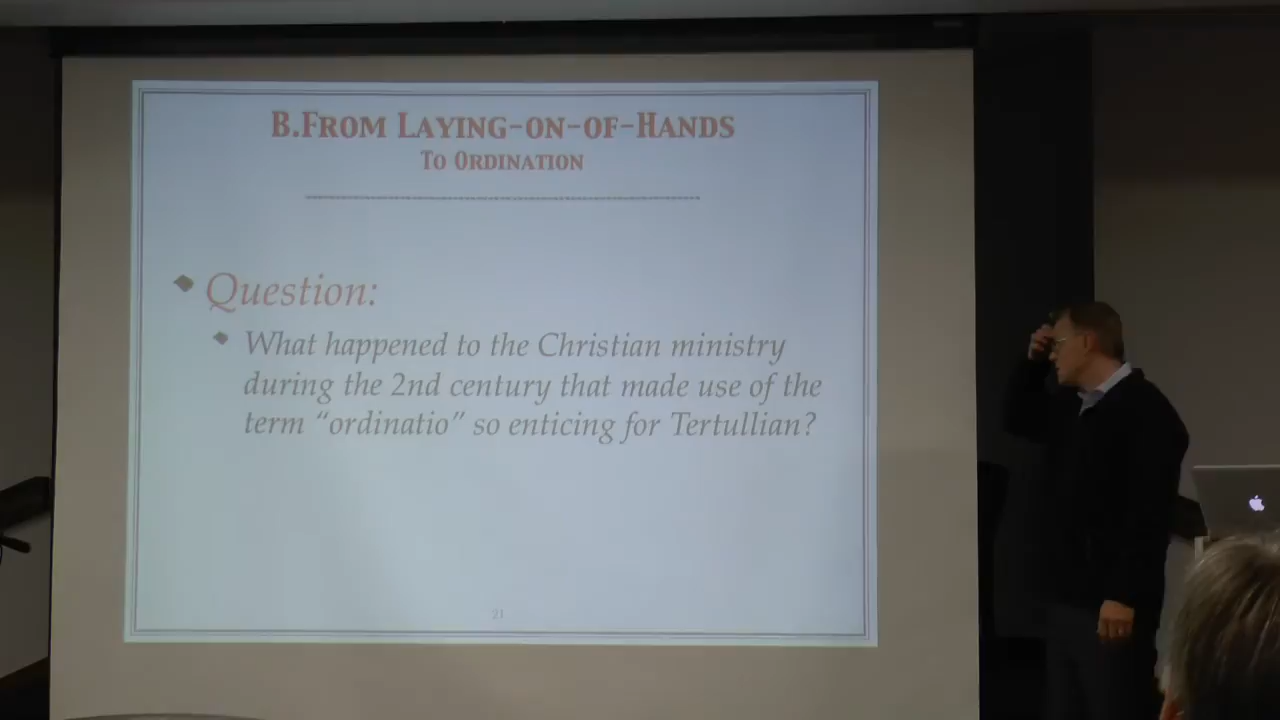 B.From Laying-on-of-Hands
To Ordination
Question:
What happened to the Christian ministry
during the 2nd century that made use of the
term “ordinatio” so enticing for Tertullian?
21